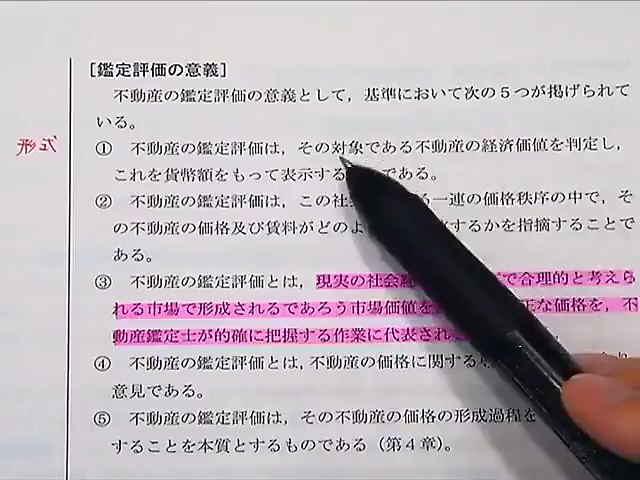 [鑑定評価の意義]
不動産の鑑定評価の意義として，基準において次の５つが掲げられて
いる。
形式
① 不動産の鑑定評価は，その対象である不動産の経済価値を判定し，
これを貨幣額をもって表示する である。
② 不動産の鑑定評価は，この社 る一連の価格秩序の中で，そ
の不動産の価格及び賃料がどのよ するかを指摘することで
ある。
③ 不動産の鑑定評価とは，現実の社会経 で合理的と考えら
れる市場で形成されるであろう市場価値を な価格を，不
動産鑑定士が的確に把握する作業に代表され
④ 不動産の鑑定評価とは，不動産の価格に関する
意見である。
⑤ 不動産の鑑定評価は，その不動産の価格の形成過程を
することを本質とするものである（第４章）。